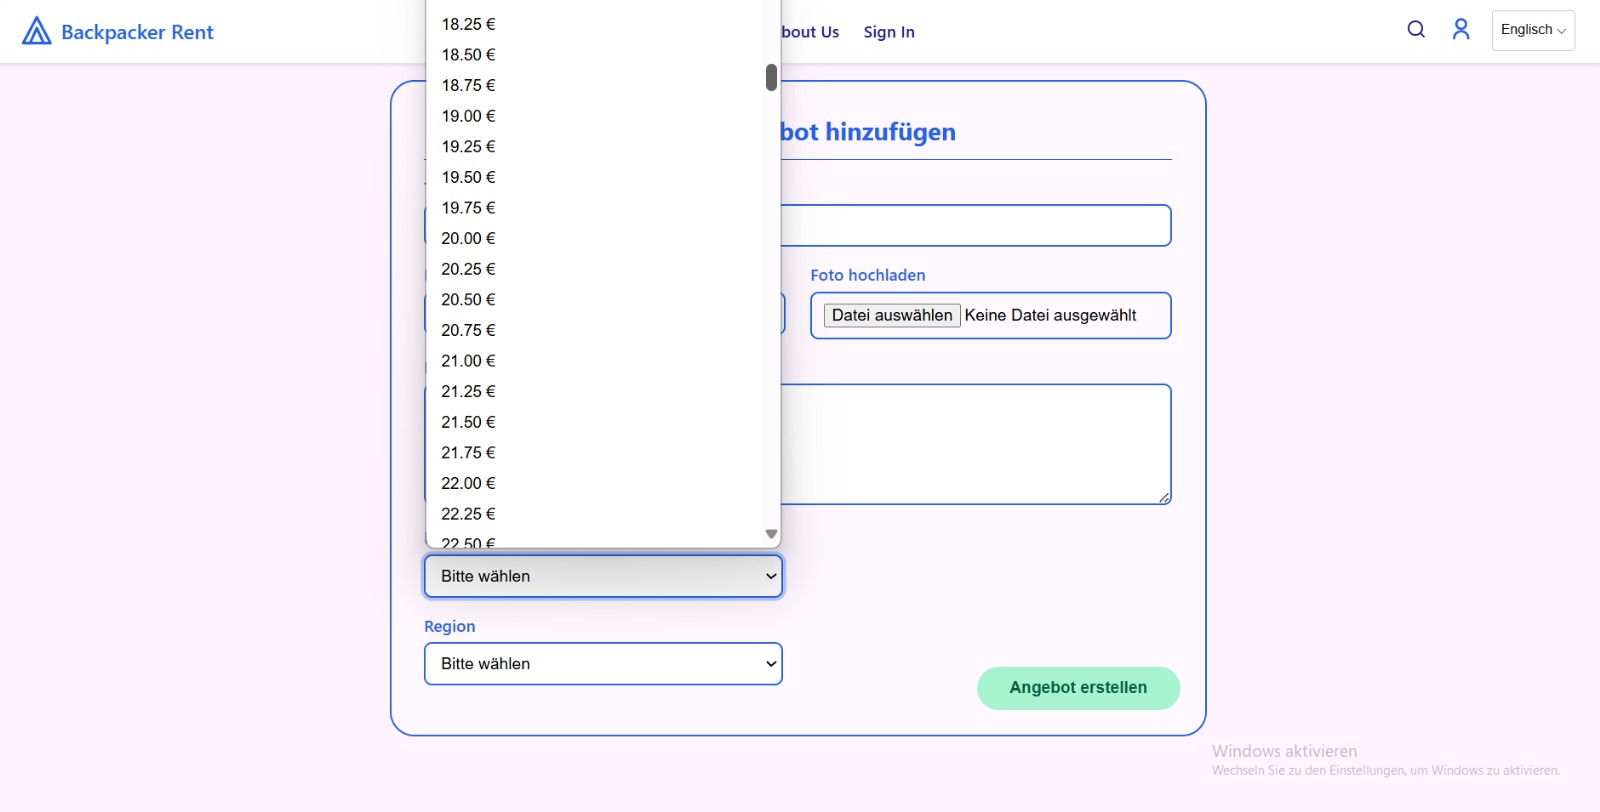 Backpacker Rent
bout Us
Sign In
Englisch
18.25 €
18.50 €
18.75 €
19.00 €
19.25 €
19.50 €
19.75 €
20.00 €
20.25 €
20.50 €
20.75 €
21.00 €
21.25 €
21.50 €
21.75 €
22.00 €
22.25 €
22.50 €
bot hinzufügen
Foto hochladen
Datei auswählen Keine Datei ausgewählt
Bitte wählen
Region
Bitte wählen
Angebot erstellen
Windows aktivieren
Wechseln Sie zu den Einstellungen, um Windows zu aktivieren.